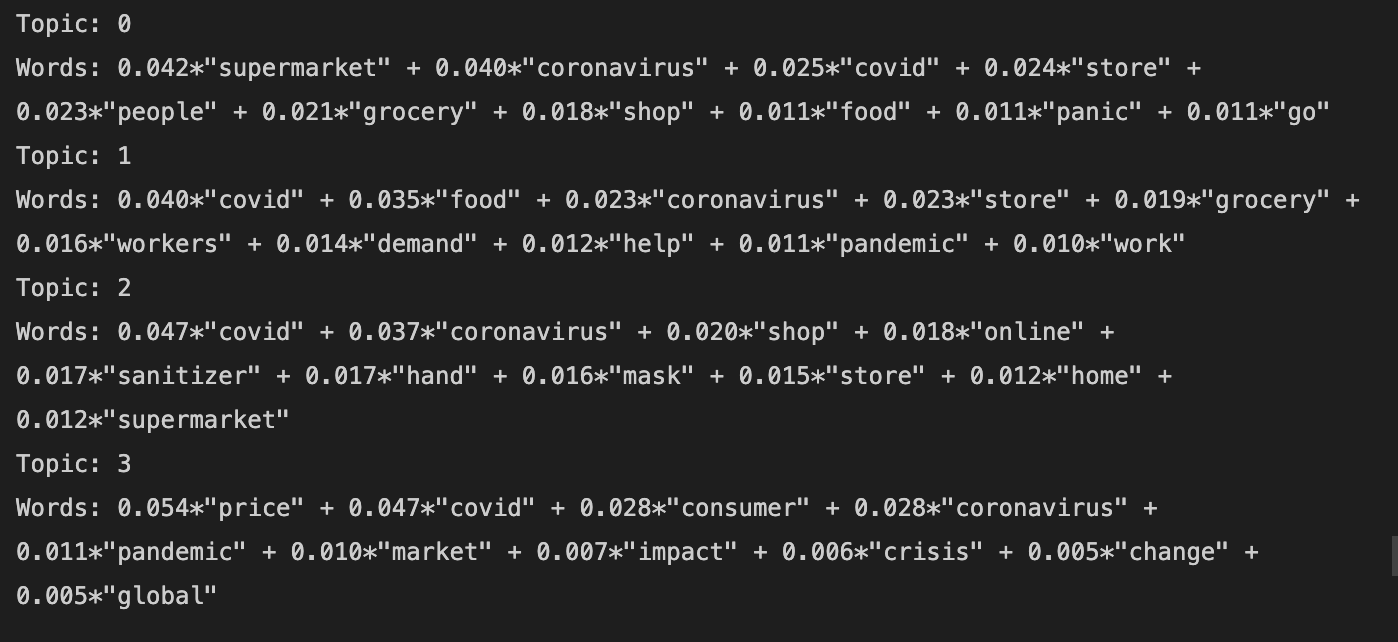 Topic: 0
Words: 0.042*"supermarket" + 0.040*"coronavirus" + 0.025*"covid" + 0.024*"store" +
0.023*"people" + 0.021*"grocery" + 0.018*"shop" + 0.011*"food" + 0.011*"panic" + 0.011*"go"
Topic: 1
Words: 0.040*"covid" + 0.035*"food" + 0.023*"coronavirus" + 0.023*"store" + 0.019*"grocery" +
0.016*"workers" + 0.014*"demand" + 0.012*"help" + 0.011*"pandemic" + 0.010*"work"
Topic: 2
Words: 0.047*"covid" + 0.037*"coronavirus" + 0.020*"shop" + 0.018*"online" +
0.017*"sanitizer" + 0.017*"hand" + 0.016*"mask" + 0.015*"store" + 0.012*"home" +
0.012*"supermarket"
Topic: 3
Words: 0.054*"price" + 0.047*"covid" + 0.028*"consumer" + 0.028*"coronavirus" +
0.011*"pandemic" + 0.010*"market" + 0.007*"impact" + 0.006*"crisis" + 0.005*"change" +
0.005*"global"